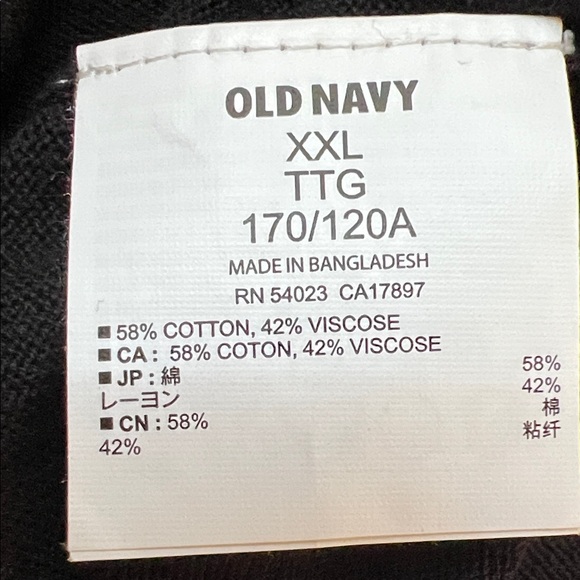 OLD NAVY
XXL
TTG
170/120A
MADE IN BANGLADESH
RN 54023 CA17897
58% COTTON, 42% VISCOSE
CA : 58% COTON, 42% VISCOSE
JP : 綿 58%
レーヨン 42%
CN : 58% 棉
42% 粘纤